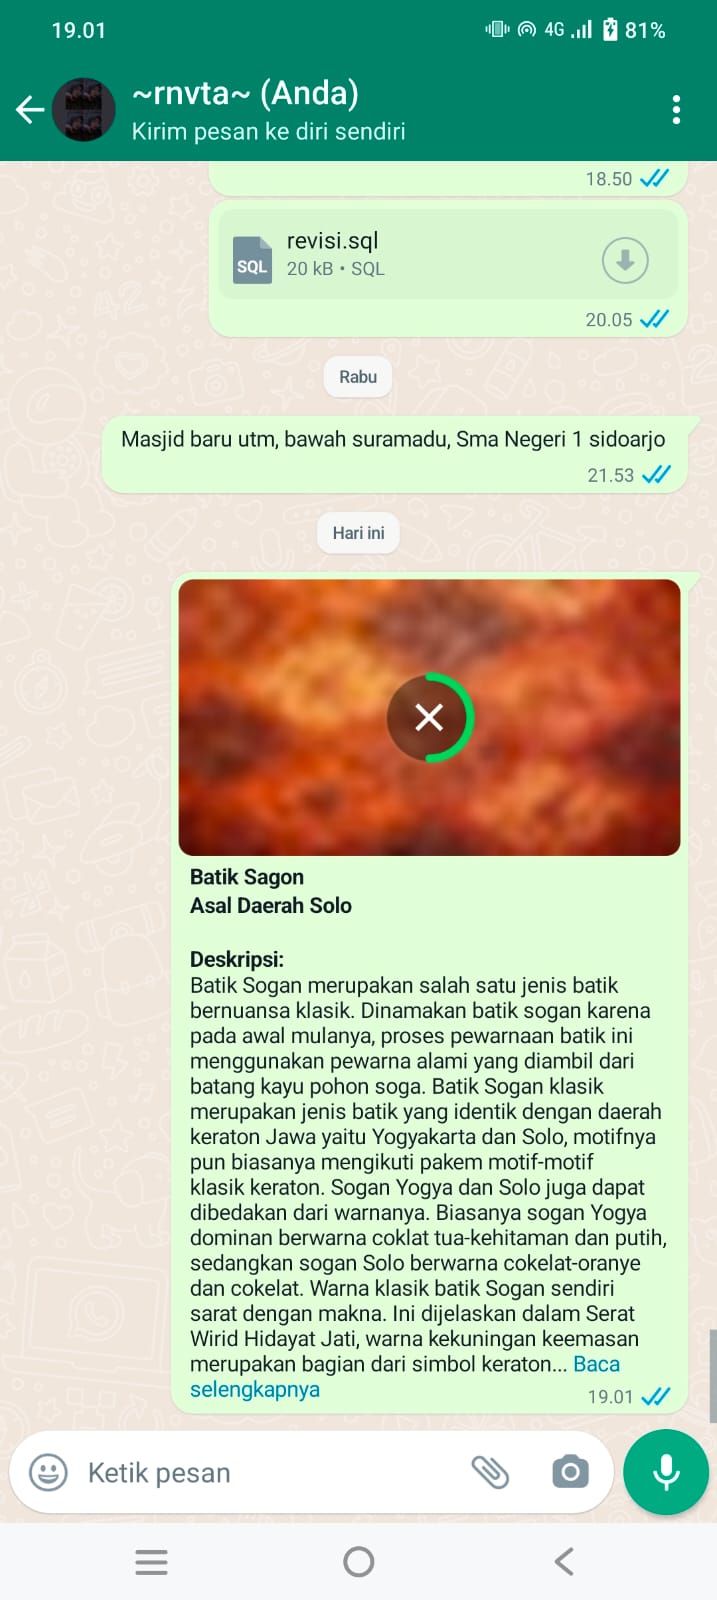 19.01
4G
81%
~rnvta~ (Anda)
Kirim pesan ke diri sendiri
18.50
revisi.sql
SQL
20 kB • SQL
20.05
Rabu
Masjid baru utm, bawah suramadu, Sma Negeri 1 sidoarjo
21.53
Hari ini
Batik Sagon
Asal Daerah Solo
Deskripsi:
Batik Sogan merupakan salah satu jenis batik
bernuansa klasik. Dinamakan batik sogan karena
pada awal mulanya, proses pewarnaan batik ini
menggunakan pewarna alami yang diambil dari
batang kayu pohon soga. Batik Sogan klasik
merupakan jenis batik yang identik dengan daerah
keraton Jawa yaitu Yogyakarta dan Solo, motifnya
pun biasanya mengikuti pakem motif-motif
klasik keraton. Sogan Yogya dan Solo juga dapat
dibedakan dari warnanya. Biasanya sogan Yogya
dominan berwarna coklat tua-kehitaman dan putih,
sedangkan sogan Solo berwarna cokelat-oranye
dan cokelat. Warna klasik batik Sogan sendiri
sarat dengan makna. Ini dijelaskan dalam Serat
Wirid Hidayat Jati, warna kekuningan keemasan
merupakan bagian dari simbol keraton... Baca
selengkapnya
19.01
Ketik pesan